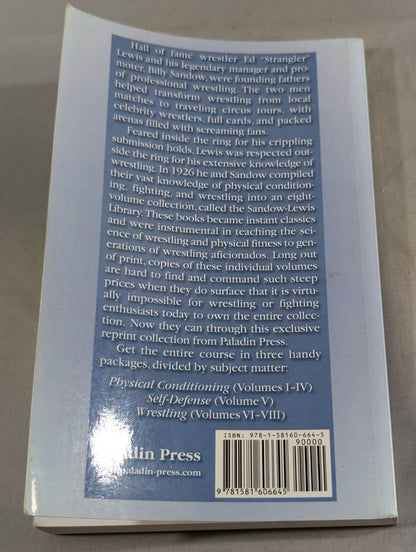 Hall of fame wrestler Ed "Strangler"
Lewis and his legendary manager and pro-
moter, Billy Sandow, were founding fathers
of professional wrestling. The two men
helped transform wrestling from local
matches to traveling circus tours, with
celebrity wrestlers, full cards, and packed
arenas filled with screaming fans.
Feared inside the ring for his crippling
submission holds, Lewis was respected out-
side the ring for his extensive knowledge of
wrestling. In 1926 he and Sandow compiled
their vast knowledge of physical condition-
ing, fighting, and wrestling into an eight-
volume collection, called the Sandow-Lewis
Library. These books became instant classics
and were instrumental in teaching the sci-
ence of wrestling and physical fitness to gen-
erations of wrestling aficionados. Long out
of print, copies of these individual volumes
are hard to find and command such steep
prices when they do surface that it is virtu-
ally impossible for wrestling or fighting
enthusiasts today to own the entire collec-
tion. Now they can through this exclusive
reprint collection from Paladin Press.
Get the entire course in three handy
packages, divided by subject matter:
Physical Conditioning (Volumes I–IV)
Self-Defense (Volume V)
Wrestling (Volumes VI–VIII)
ISBN: 978-1-58160-664-5
90000
Paladin Press
paladin-press.com
9 781581 606645